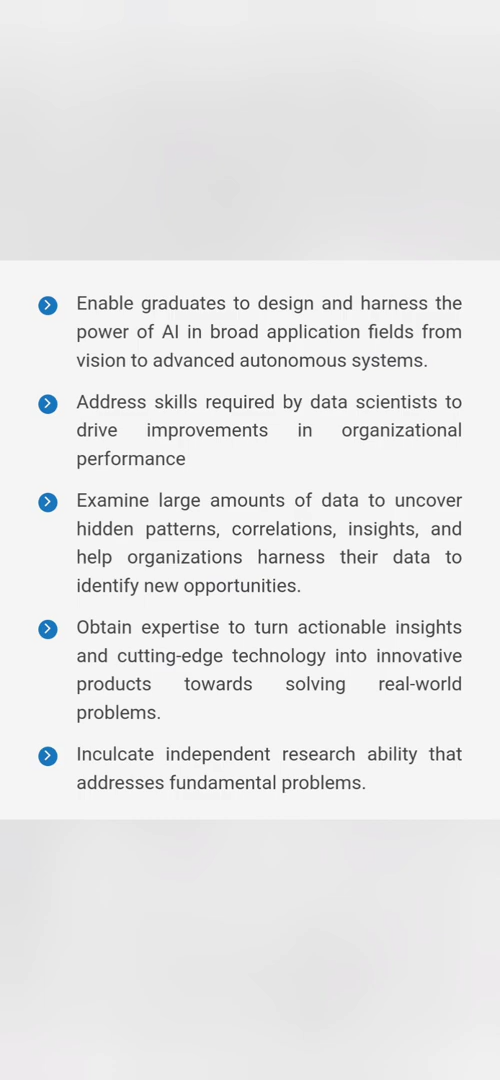 Enable graduates to design and harness the
power of AI in broad application fields from
vision to advanced autonomous systems.
Address skills required by data scientists to
drive improvements in organizational
performance
Examine large amounts of data to uncover
hidden patterns, correlations, insights, and
help organizations harness their data to
identify new opportunities.
Obtain expertise to turn actionable insights
and cutting-edge technology into innovative
products towards solving real-world
problems.
Inculcate independent research ability that
addresses fundamental problems.